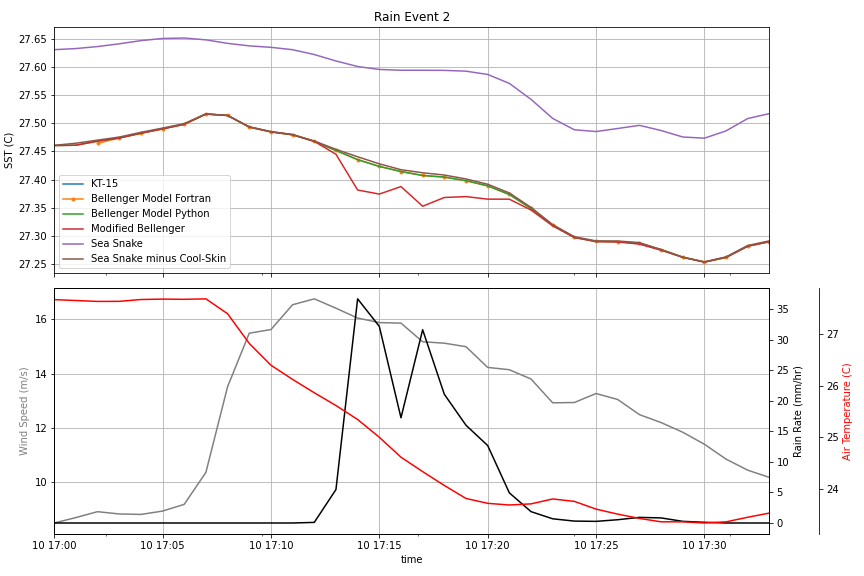 Rain Event 2
27.65
27.60
27.55
27.50
27.45
27.40
27.35
27.30
27.25
SST (C)
KT-15
Bellenger Model Fortran
Bellenger Model Python
Modified Bellenger
Sea Snake
Sea Snake minus Cool-Skin
16
14
12
10
Wind Speed (m/s)
35
30
25
20
15
10
5
0
Rain Rate (mm/hr)
27
26
25
24
Air Temperature (C)
10 17:00 10 17:05 10 17:10 10 17:15 10 17:20 10 17:25 10 17:30
time